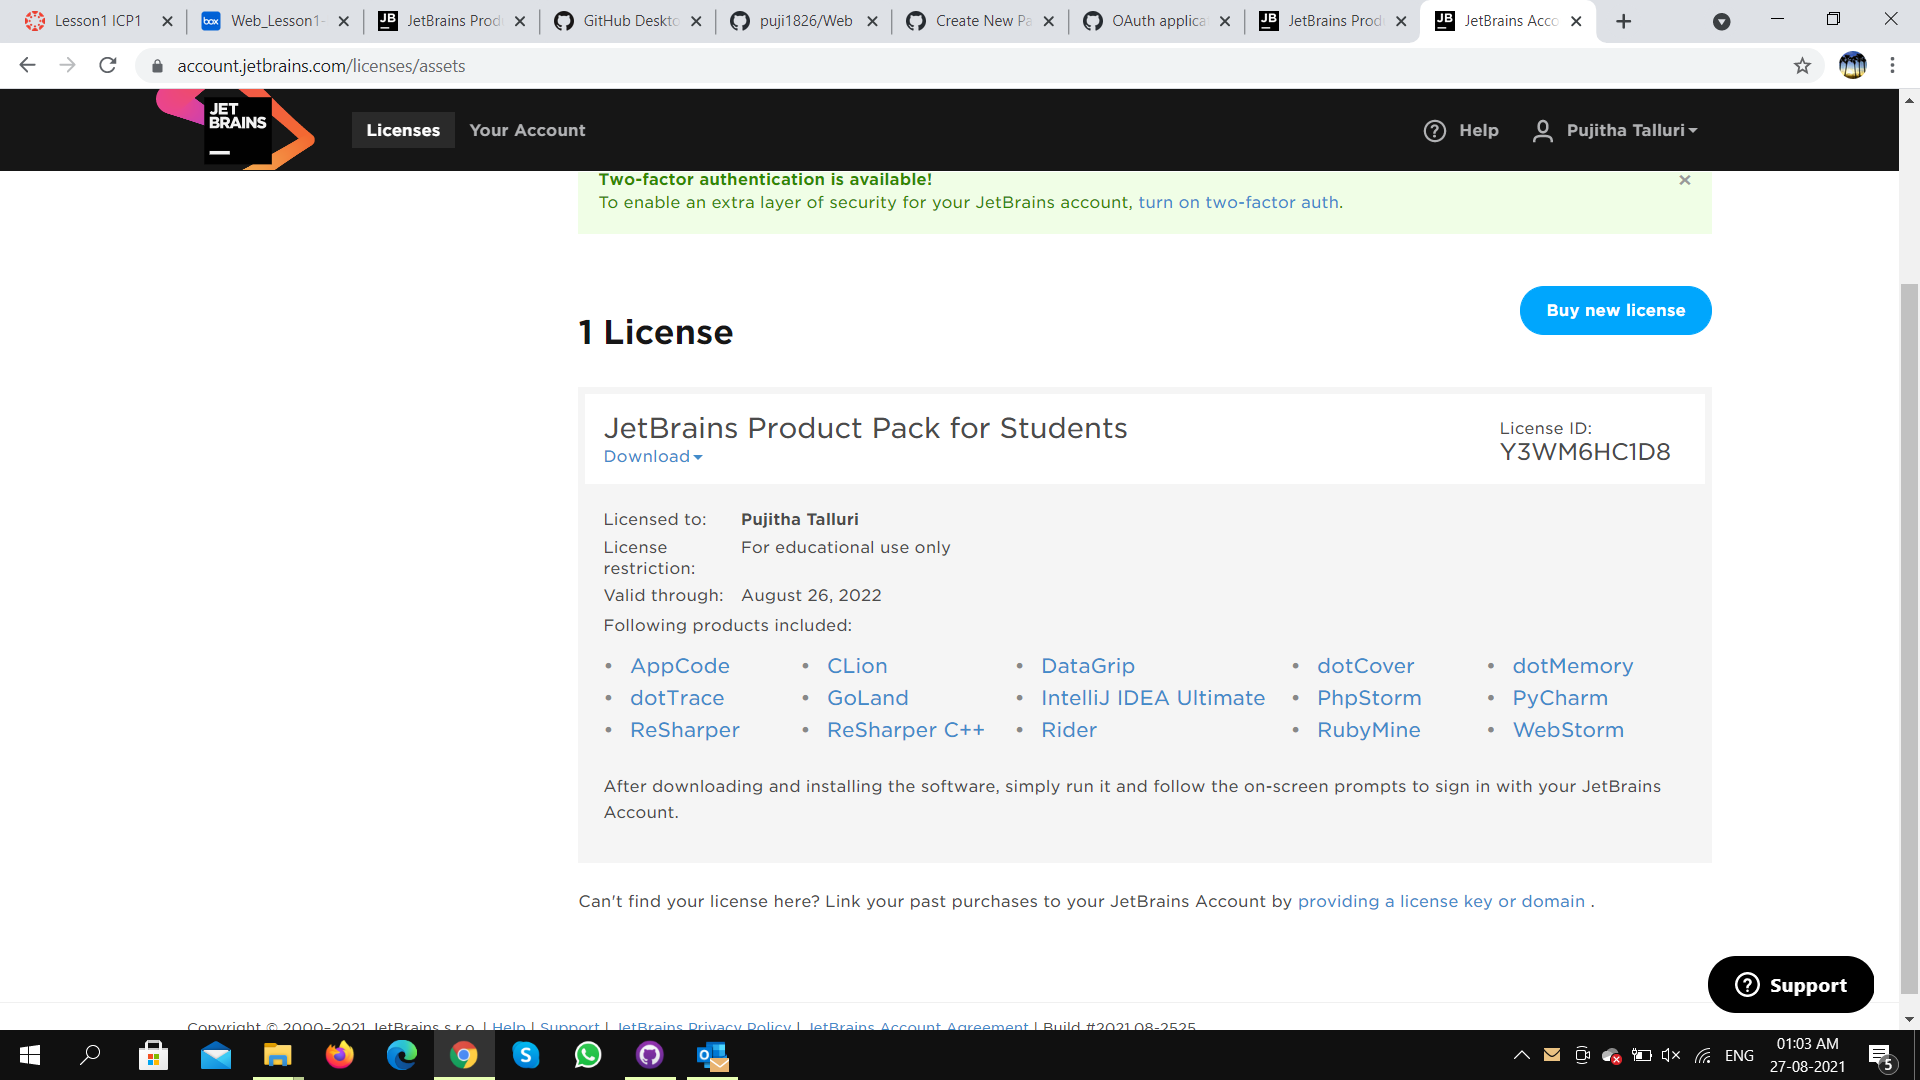 Lesson1 ICP1
Web_Lesson1-
JetBrains Prod
GitHub Deskto
puji1826/Web
Create New Pa
OAuth applica
JetBrains Prod
JetBrains Acco
account.jetbrains.com/licenses/assets
JET
BRAINS
Licenses
Your Account
Help
Pujitha Talluri
Two-factor authentication is available!
To enable an extra layer of security for your JetBrains account, turn on two-factor auth.
1 License
Buy new license
JetBrains Product Pack for Students
Download
License ID:
Y3WM6HC1D8
Licensed to: Pujitha Talluri
License restriction: For educational use only
Valid through: August 26, 2022
Following products included:
• AppCode • CLion • DataGrip • dotCover • dotMemory
• dotTrace • GoLand • IntelliJ IDEA Ultimate • PhpStorm • PyCharm
• ReSharper • ReSharper C++ • Rider • RubyMine • WebStorm
After downloading and installing the software, simply run it and follow the on-screen prompts to sign in with your JetBrains
Account.
Can't find your license here? Link your past purchases to your JetBrains Account by providing a license key or domain .
Support
Copyright © 2000–2021 JetBrains s.r.o. | Help | Support | JetBrains Privacy Policy | JetBrains Account Agreement | Build #2021.08-2525
ENG
01:03 AM
27-08-2021
5